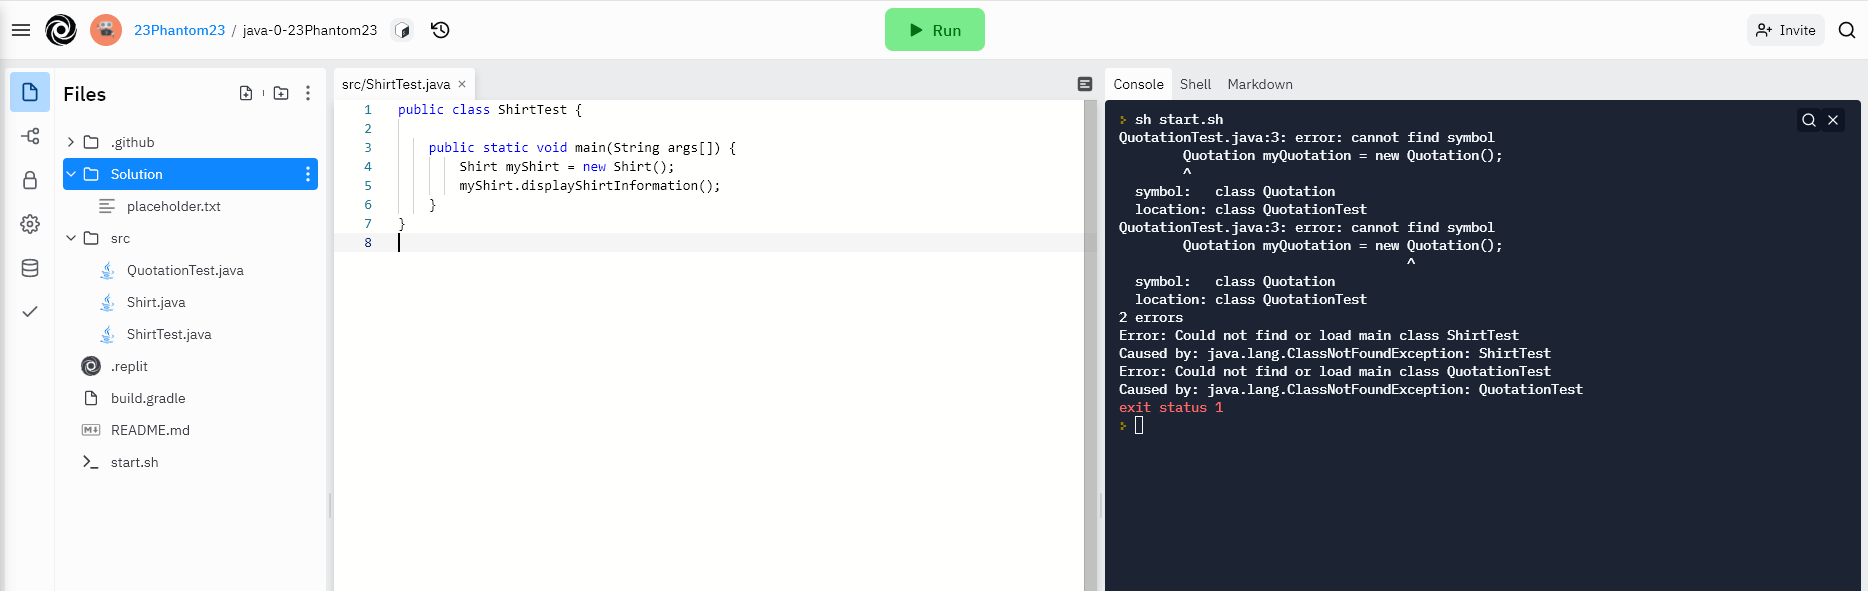 23Phantom23 / java-0-23Phantom23
Run
Invite
Files
.github
Solution
placeholder.txt
src
QuotationTest.java
Shirt.java
ShirtTest.java
.replit
build.gradle
README.md
start.sh
src/ShirtTest.java ×
1 public class ShirtTest {
2
3 public static void main(String args[]) {
4 Shirt myShirt = new Shirt();
5 myShirt.displayShirtInformation();
6 }
7 }
8
Console Shell Markdown
sh start.sh
QuotationTest.java:3: error: cannot find symbol
Quotation myQuotation = new Quotation();
^
symbol: class Quotation
location: class QuotationTest
QuotationTest.java:3: error: cannot find symbol
Quotation myQuotation = new Quotation();
^
symbol: class Quotation
location: class QuotationTest
2 errors
Error: Could not find or load main class ShirtTest
Caused by: java.lang.ClassNotFoundException: ShirtTest
Error: Could not find or load main class QuotationTest
Caused by: java.lang.ClassNotFoundException: QuotationTest
exit status 1